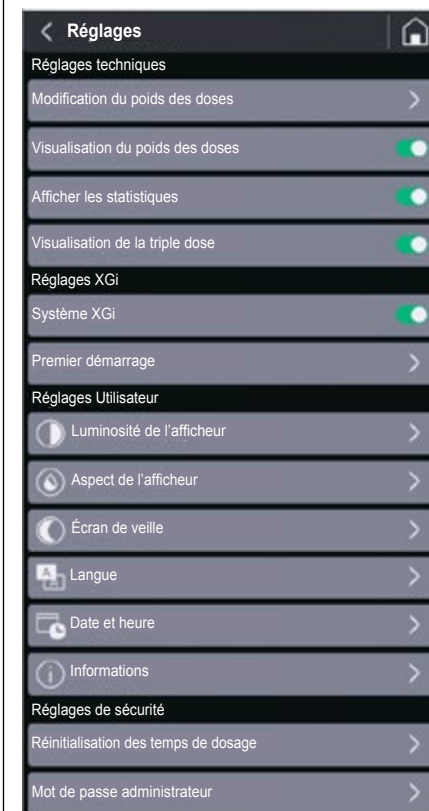 Réglages
Réglages techniques
Modification du poids des doses
Visualisation du poids des doses
Afficher les statistiques
Visualisation de la triple dose
Réglages XGi
Système XGi
Premier démarrage
Réglages Utilisateur
Luminosité de l'afficheur
Aspect de l'afficheur
Écran de veille
Langue
Date et heure
Informations
Réglages de sécurité
Réinitialisation des temps de dosage
Mot de passe administrateur